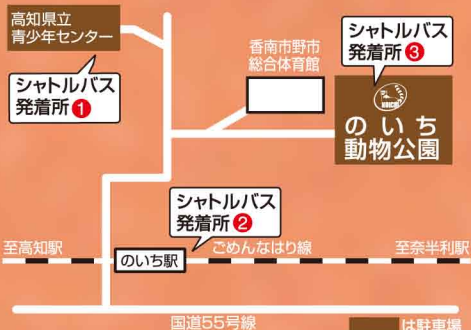 高知県立
青少年センター
シャトルバス
発着所❶
香南市野市
総合体育館
シャトルバス
発着所❸
のいち
動物公園
シャトルバス
発着所❷
至高知駅
のいち駅
ごめんなはり線
至奈半利駅
国道55号線
は駐車場